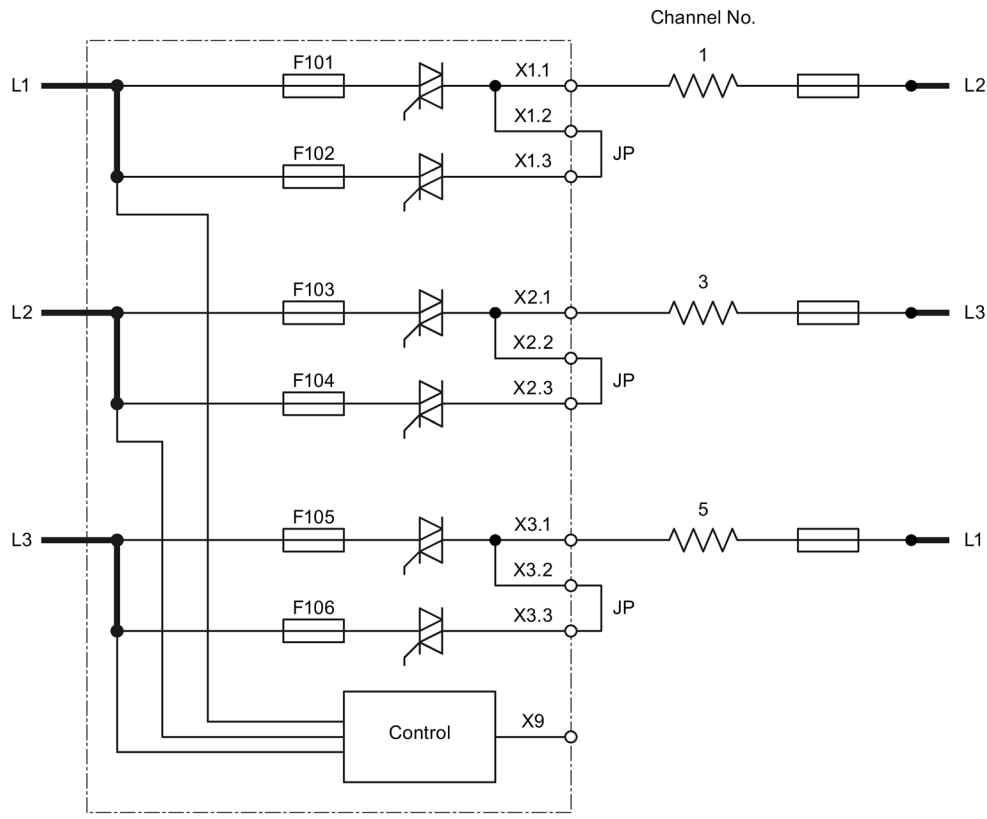 Channel No.
L1
F101
X1.1
1
L2
X1.2
F102
X1.3
JP
L2
F103
X2.1
3
L3
X2.2
F104
X2.3
JP
L3
F105
X3.1
5
L1
X3.2
F106
X3.3
JP
Control
X9